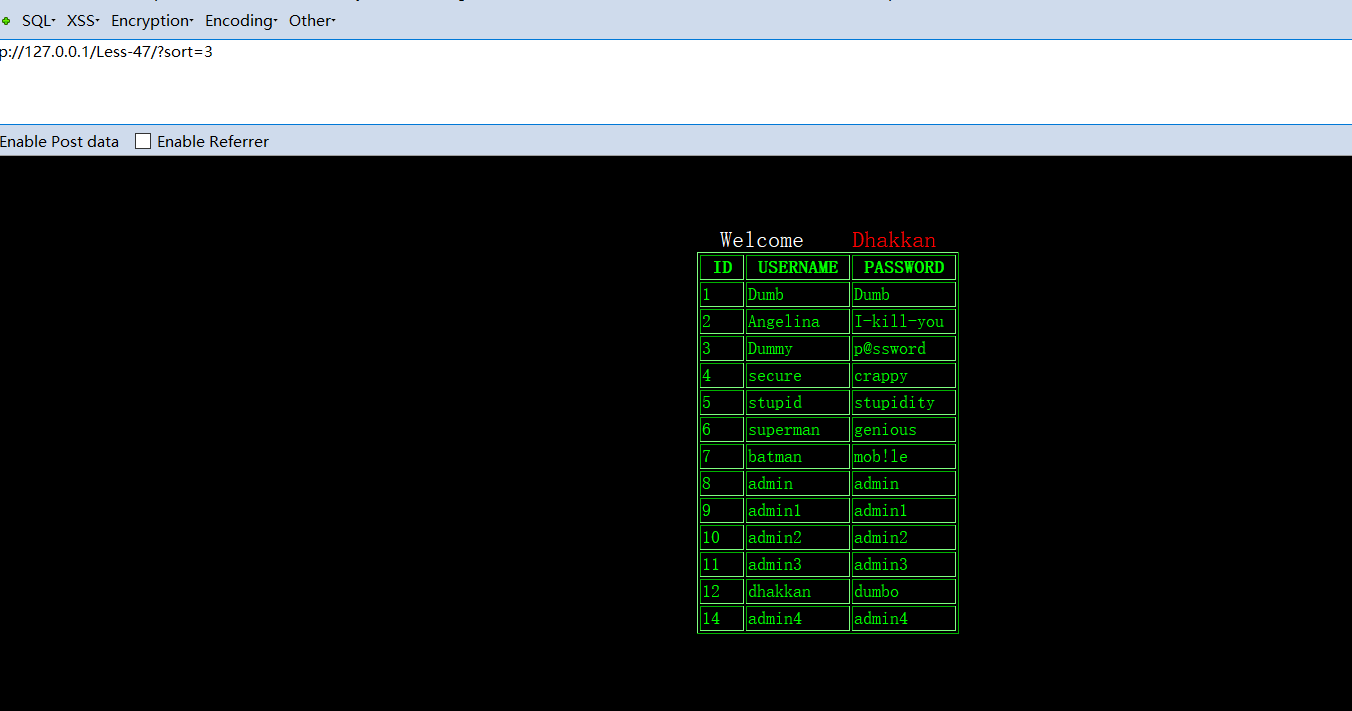 SQL XSS Encryption Encoding Other
p://127.0.0.1/Less-47/?sort=3
Enable Post data Enable Referrer
Welcome Dhakkan
ID USERNAME PASSWORD
1 Dumb Dumb
2 Angelina I-kill-you
3 Dummy p@ssword
4 secure crappy
5 stupid stupidity
6 superman genious
7 batman mob!le
8 admin admin
9 admin1 admin1
10 admin2 admin2
11 admin3 admin3
12 dhakkan dumbo
14 admin4 admin4